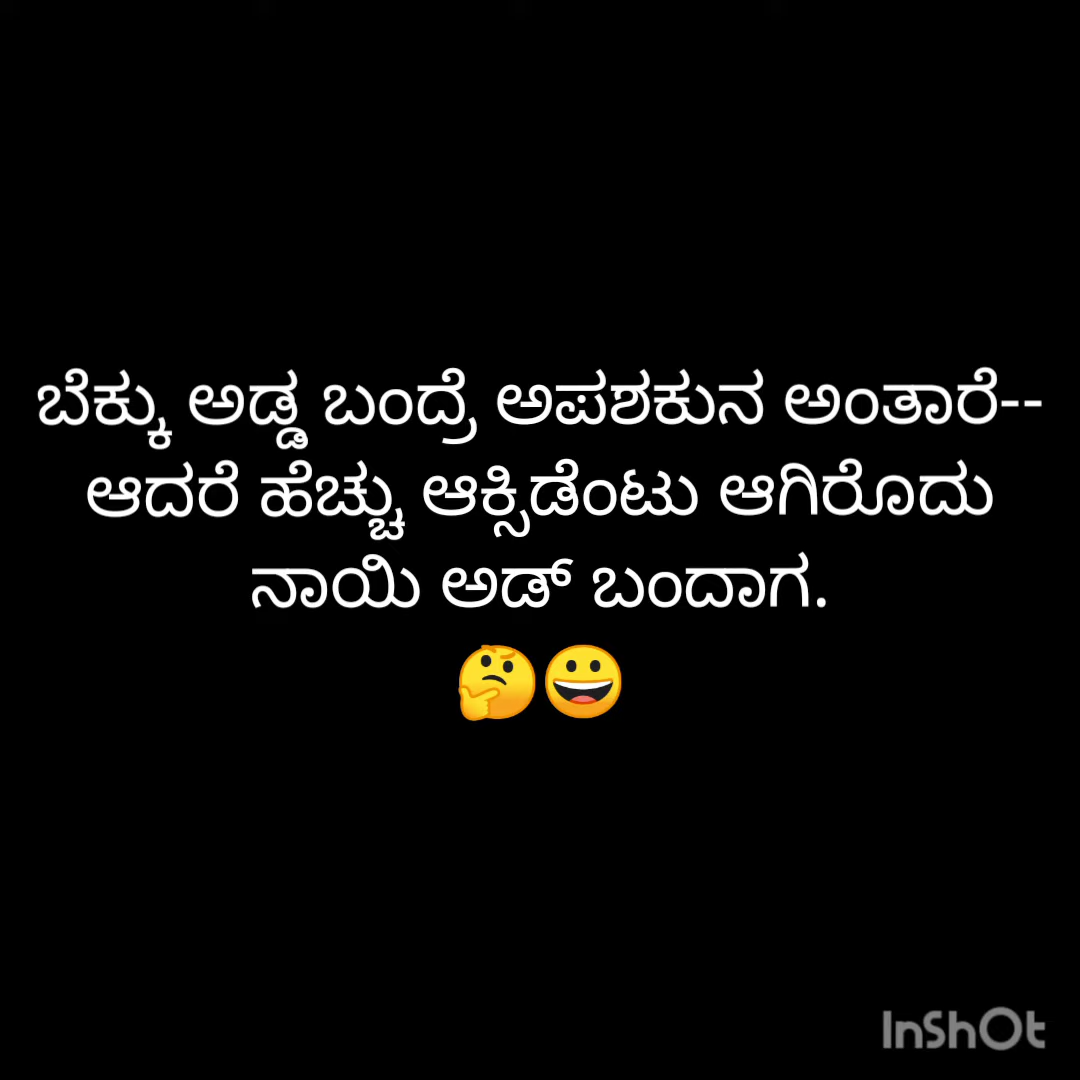 ಬೆಕ್ಕು ಅಡ್ಡ ಬಂದ್ರೆ ಅಪಶಕುನ ಅಂತಾರೆ--
ಆದರೆ ಹೆಚ್ಚು ಆಕ್ಸಿಡೆಂಟು ಆಗಿರೊದು
ನಾಯಿ ಅಡ್ ಬಂದಾಗ.
🤔😀
InShOt